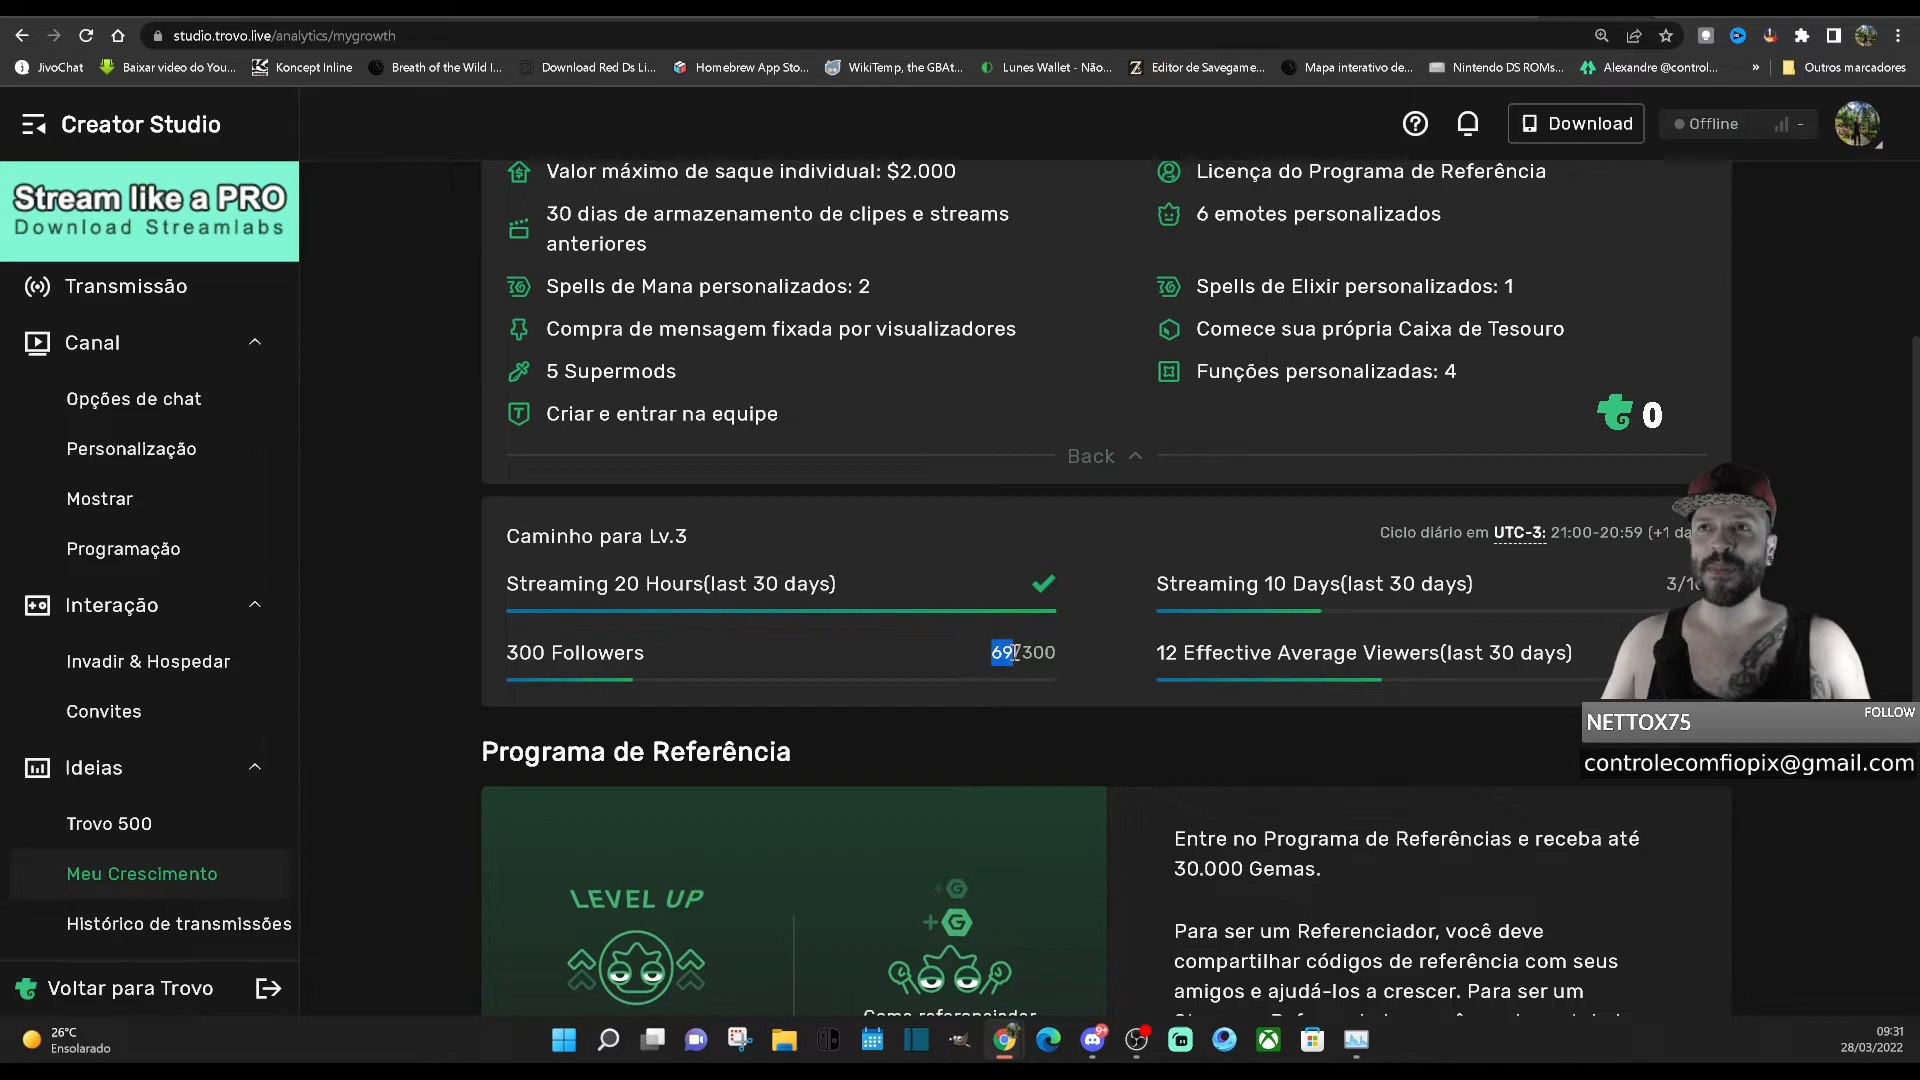 studio.trovo.live/analytics/mygrowth
JivoChat
Baixar video do You...
Koncept Inline
Breath of the Wild I...
Download Red Ds Li...
Homebrew App Sto...
WikiTemp, the GBAt...
Lunes Wallet - Não...
Editor de Savegame...
Mapa interativo de...
Nintendo DS ROMs...
Alexandre @control...
»
Outros marcadores
Creator Studio
Download
Offline
-
Stream like a PRO
Download Streamlabs
Transmissão
Canal
Opções de chat
Personalização
Mostrar
Programação
Interação
Invadir & Hospedar
Convites
Ideias
Trovo 500
Meu Crescimento
Histórico de transmissões
Voltar para Trovo
Valor máximo de saque individual: $2.000
Licença do Programa de Referência
30 dias de armazenamento de clipes e streams
anteriores
6 emotes personalizados
Spells de Mana personalizados: 2
Spells de Elixir personalizados: 1
Compra de mensagem fixada por visualizadores
Comece sua própria Caixa de Tesouro
5 Supermods
Funções personalizadas: 4
Criar e entrar na equipe
0
Back
Caminho para Lv.3
Ciclo diário em UTC-3: 21:00-20:59 (+1 da
Streaming 20 Hours(last 30 days)
Streaming 10 Days(last 30 days)
3/1
300 Followers
69/300
12 Effective Average Viewers(last 30 days)
NETTOX75
FOLLOW
controlecomfiopix@gmail.com
Programa de Referência
LEVEL UP
+G
+G
Como referenciador
Entre no Programa de Referências e receba até
30.000 Gemas.
Para ser um Referenciador, você deve
compartilhar códigos de referência com seus
amigos e ajudá-los a crescer. Para ser um
26°C
Ensolarado
9+
09:31
28/03/2022